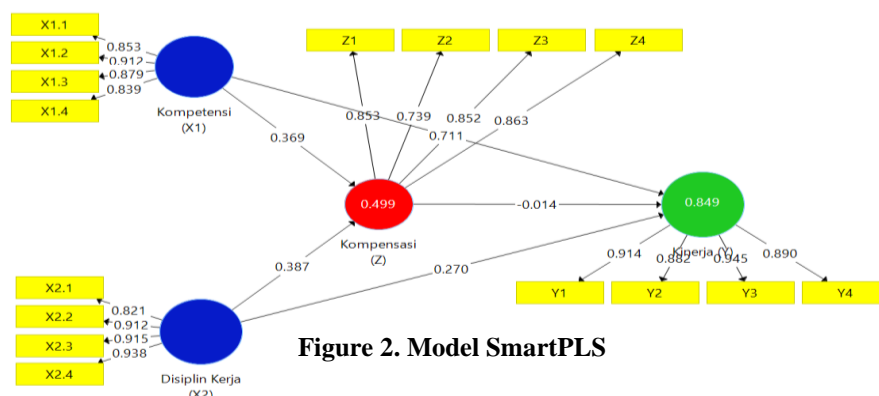 X1.1
X1.2
X1.3
X1.4
0.853
0.912
0.879
0.839
Kompetensi
(X1)
Z1
Z2
Z3
Z4
0.853
0.739
0.852
0.863
0.711
0.369
0.499
Kompensasi
(Z)
-0.014
0.849
Kinerja (Y)
0.914
0.882
0.945
0.890
Y1
Y2
Y3
Y4
0.387
0.270
X2.1
X2.2
X2.3
X2.4
0.821
0.912
0.915
0.938
Disiplin Kerja
(X2)
Figure 2. Model SmartPLS